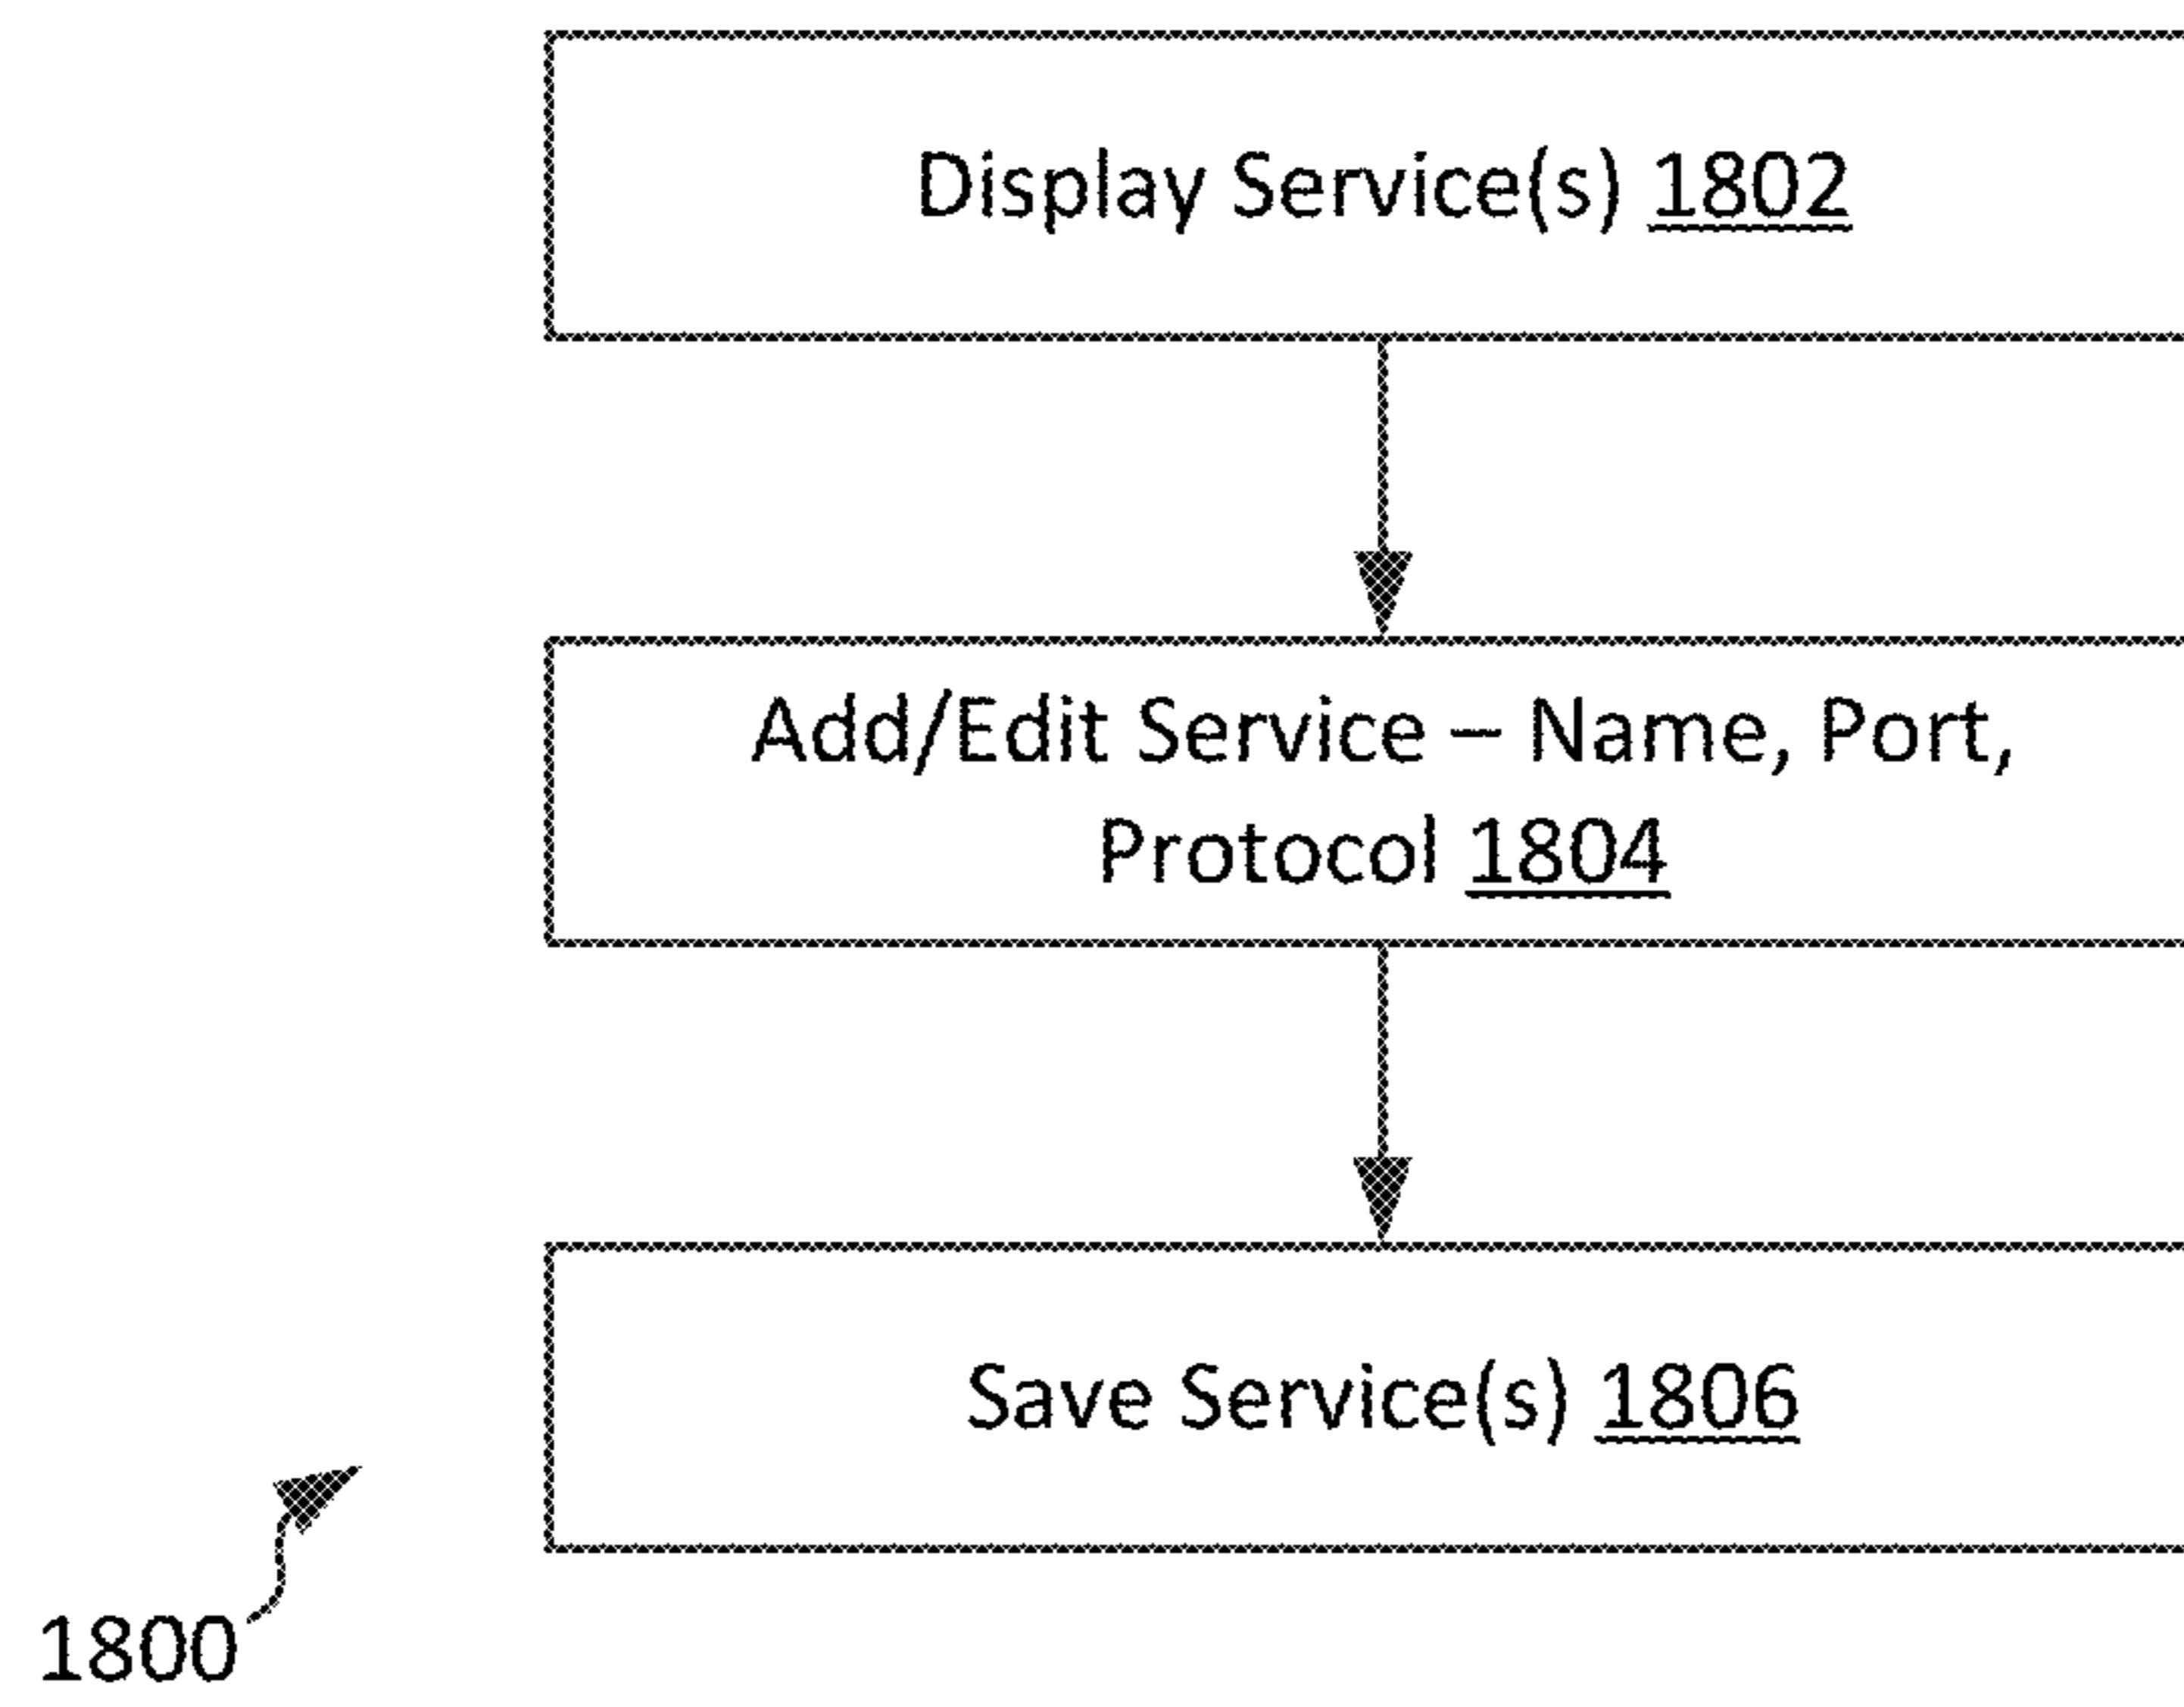 Display Service(s) 1802
Add/Edit Service – Name, Port,
Protocol 1804
Save Service(s) 1806
1800